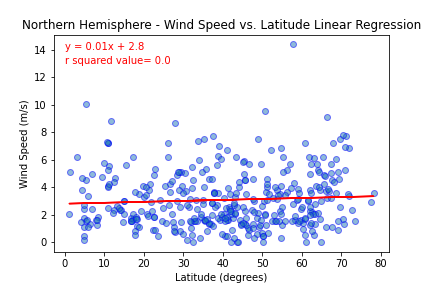 Northern Hemisphere - Wind Speed vs. Latitude Linear Regression
y = 0.01x + 2.8
r squared value= 0.0
Wind Speed (m/s)
14
12
10
8
6
4
2
0
0 10 20 30 40 50 60 70 80
Latitude (degrees)